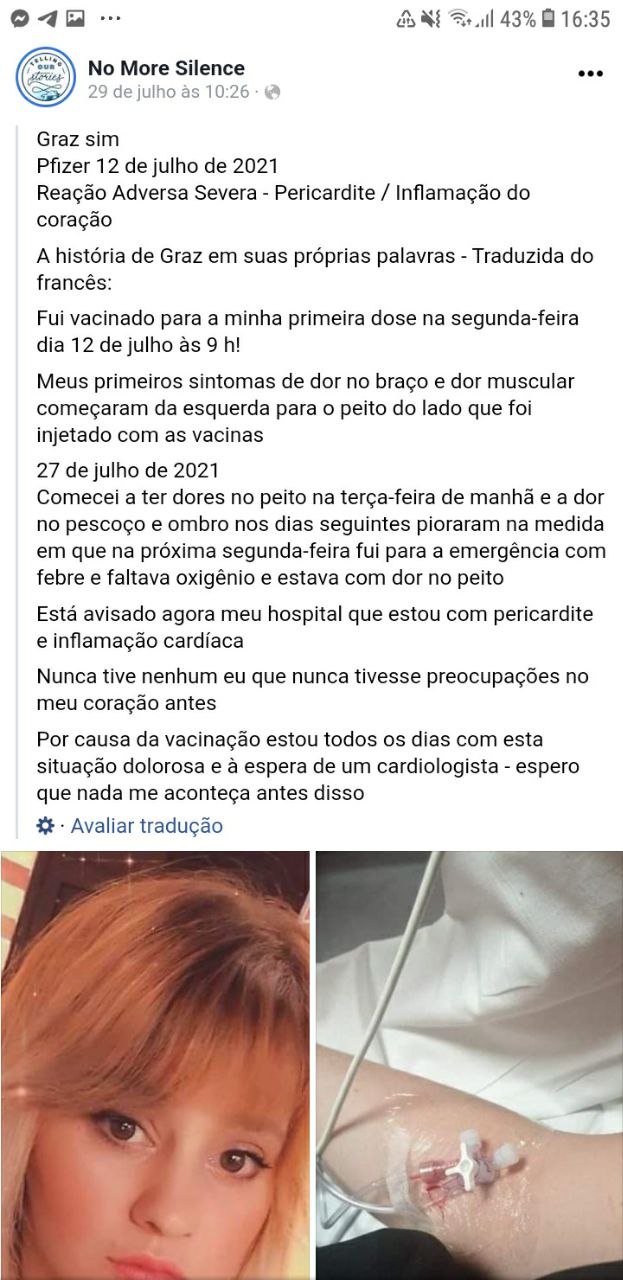 43% 16:35
TELLING
OUR
stories
No More Silence
29 de julho às 10:26 ·
Graz sim
Pfizer 12 de julho de 2021
Reação Adversa Severa - Pericardite / Inflamação do
coração
A história de Graz em suas próprias palavras - Traduzida do
francês:
Fui vacinado para a minha primeira dose na segunda-feira
dia 12 de julho às 9 h!
Meus primeiros sintomas de dor no braço e dor muscular
começaram da esquerda para o peito do lado que foi
injetado com as vacinas
27 de julho de 2021
Comecei a ter dores no peito na terça-feira de manhã e a dor
no pescoço e ombro nos dias seguintes pioraram na medida
em que na próxima segunda-feira fui para a emergência com
febre e faltava oxigênio e estava com dor no peito
Está avisado agora meu hospital que estou com pericardite
e inflamação cardíaca
Nunca tive nenhum eu que nunca tivesse preocupações no
meu coração antes
Por causa da vacinação estou todos os dias com esta
situação dolorosa e à espera de um cardiologista - espero
que nada me aconteça antes disso
· Avaliar tradução